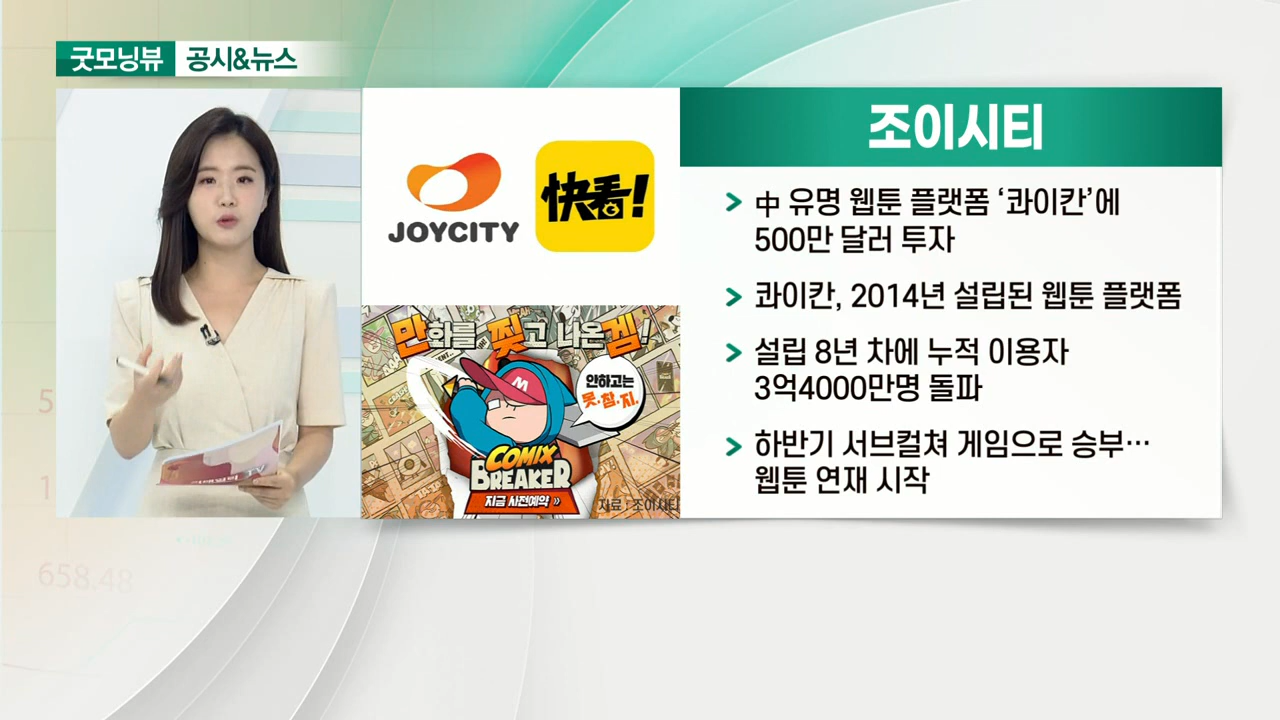 굿모닝뷰 공시&뉴스
JOYCITY
快看!
만화를 찢고 나온 겜!
안하고는
못.참.지.
M
COMIX
BREAKER
지금 사전예약 »
자료 : 조이시티
조이시티
中 유명 웹툰 플랫폼 ‘콰이칸’에
500만 달러 투자
콰이칸, 2014년 설립된 웹툰 플랫폼
설립 8년 차에 누적 이용자
3억4000만명 돌파
하반기 서브컬쳐 게임으로 승부…
웹툰 연재 시작
658.48